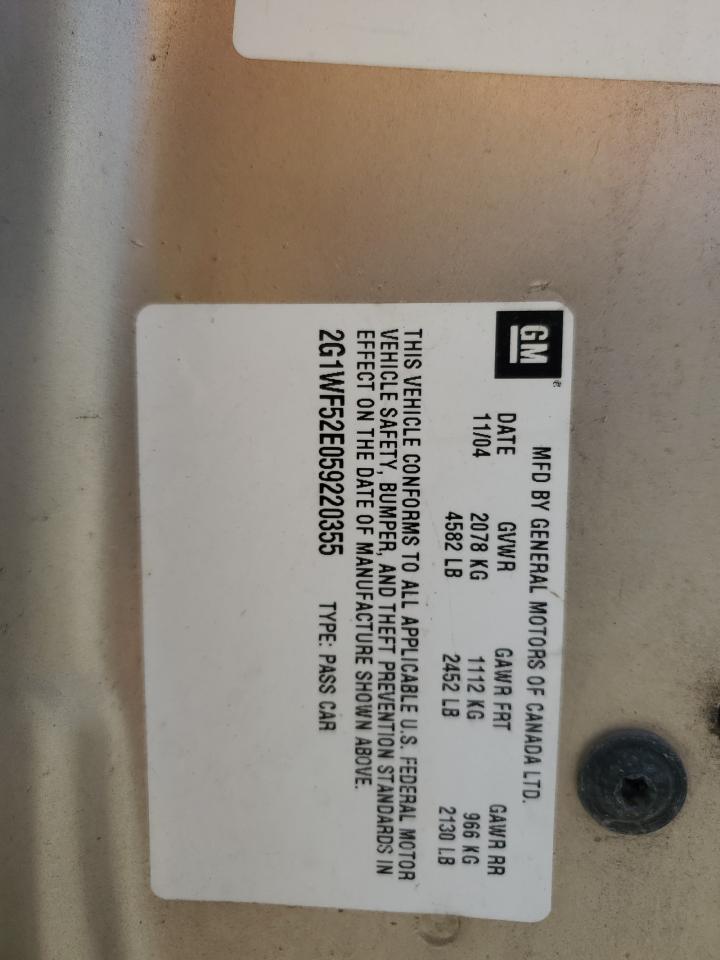 GM
MFD BY GENERAL MOTORS OF CANADA LTD.
DATE GVWR GAWR FRT GAWR RR
11/04 2078 KG 1112 KG 966 KG
4582 LB 2452 LB 2130 LB
THIS VEHICLE CONFORMS TO ALL APPLICABLE U.S. FEDERAL MOTOR
VEHICLE SAFETY, BUMPER, AND THEFT PREVENTION STANDARDS IN
EFFECT ON THE DATE OF MANUFACTURE SHOWN ABOVE.
2G1WF52E059220355 TYPE: PASS CAR